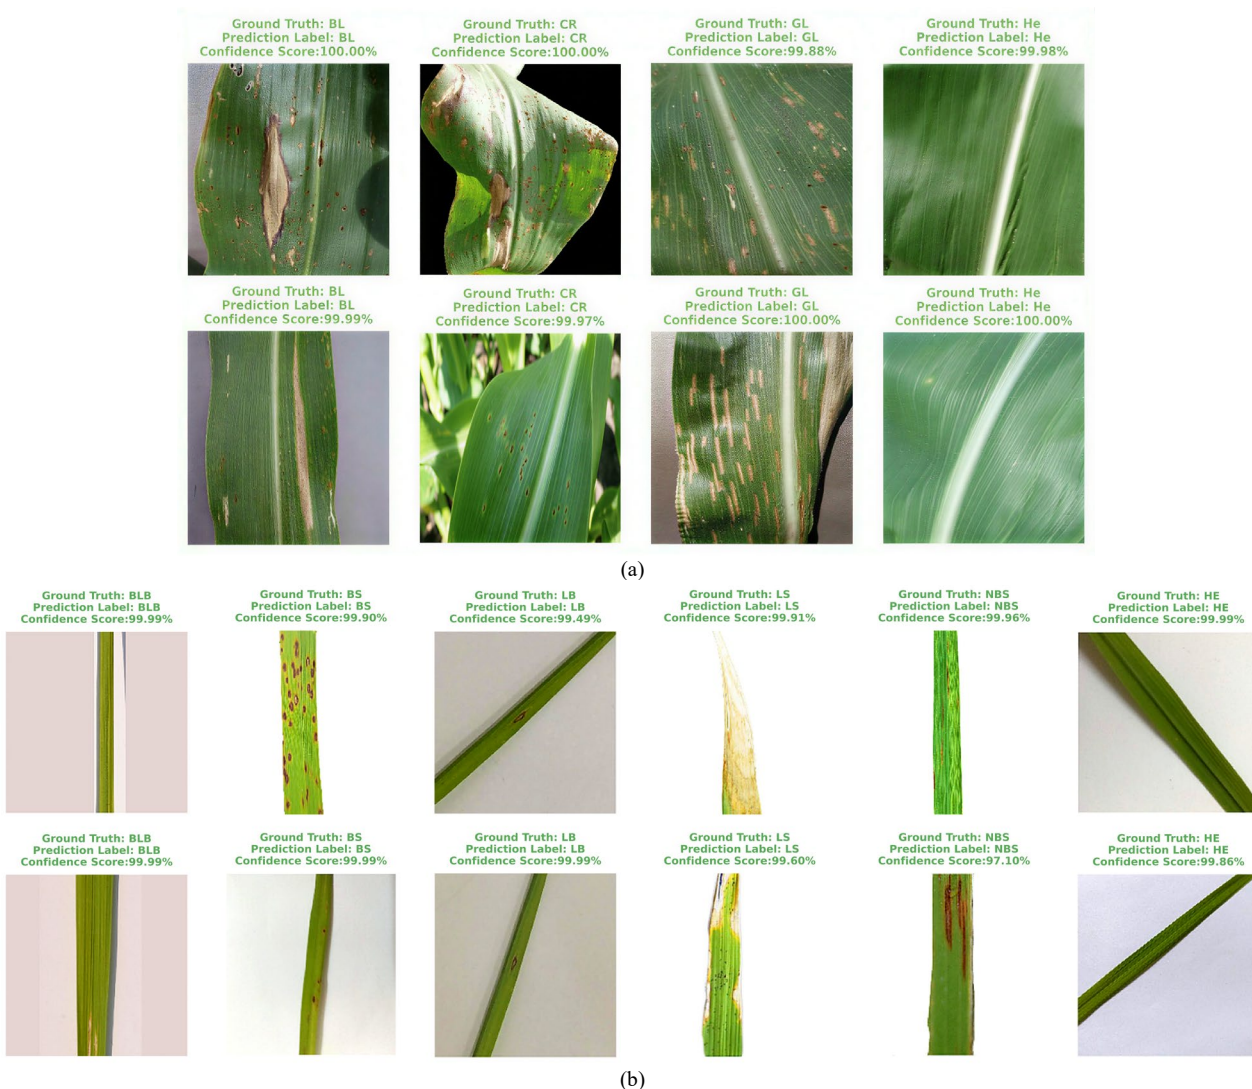 Ground Truth: BL
Prediction Label: BL
Confidence Score:100.00%
Ground Truth: CR
Prediction Label: CR
Confidence Score:100.00%
Ground Truth: GL
Prediction Label: GL
Confidence Score:99.88%
Ground Truth: He
Prediction Label: He
Confidence Score:99.98%
Ground Truth: BL
Prediction Label: BL
Confidence Score:99.99%
Ground Truth: CR
Prediction Label: CR
Confidence Score:99.97%
Ground Truth: GL
Prediction Label: GL
Confidence Score:100.00%
Ground Truth: He
Prediction Label: He
Confidence Score:100.00%
(a)
Ground Truth: BLB
Prediction Label: BLB
Confidence Score:99.99%
Ground Truth: BS
Prediction Label: BS
Confidence Score:99.90%
Ground Truth: LB
Prediction Label: LB
Confidence Score:99.49%
Ground Truth: LS
Prediction Label: LS
Confidence Score:99.91%
Ground Truth: NBS
Prediction Label: NBS
Confidence Score:99.96%
Ground Truth: HE
Prediction Label: HE
Confidence Score:99.99%
Ground Truth: BLB
Prediction Label: BLB
Confidence Score:99.99%
Ground Truth: BS
Prediction Label: BS
Confidence Score:99.99%
Ground Truth: LB
Prediction Label: LB
Confidence Score:99.99%
Ground Truth: LS
Prediction Label: LS
Confidence Score:99.60%
Ground Truth: NBS
Prediction Label: NBS
Confidence Score:97.10%
Ground Truth: HE
Prediction Label: HE
Confidence Score:99.86%
(b)